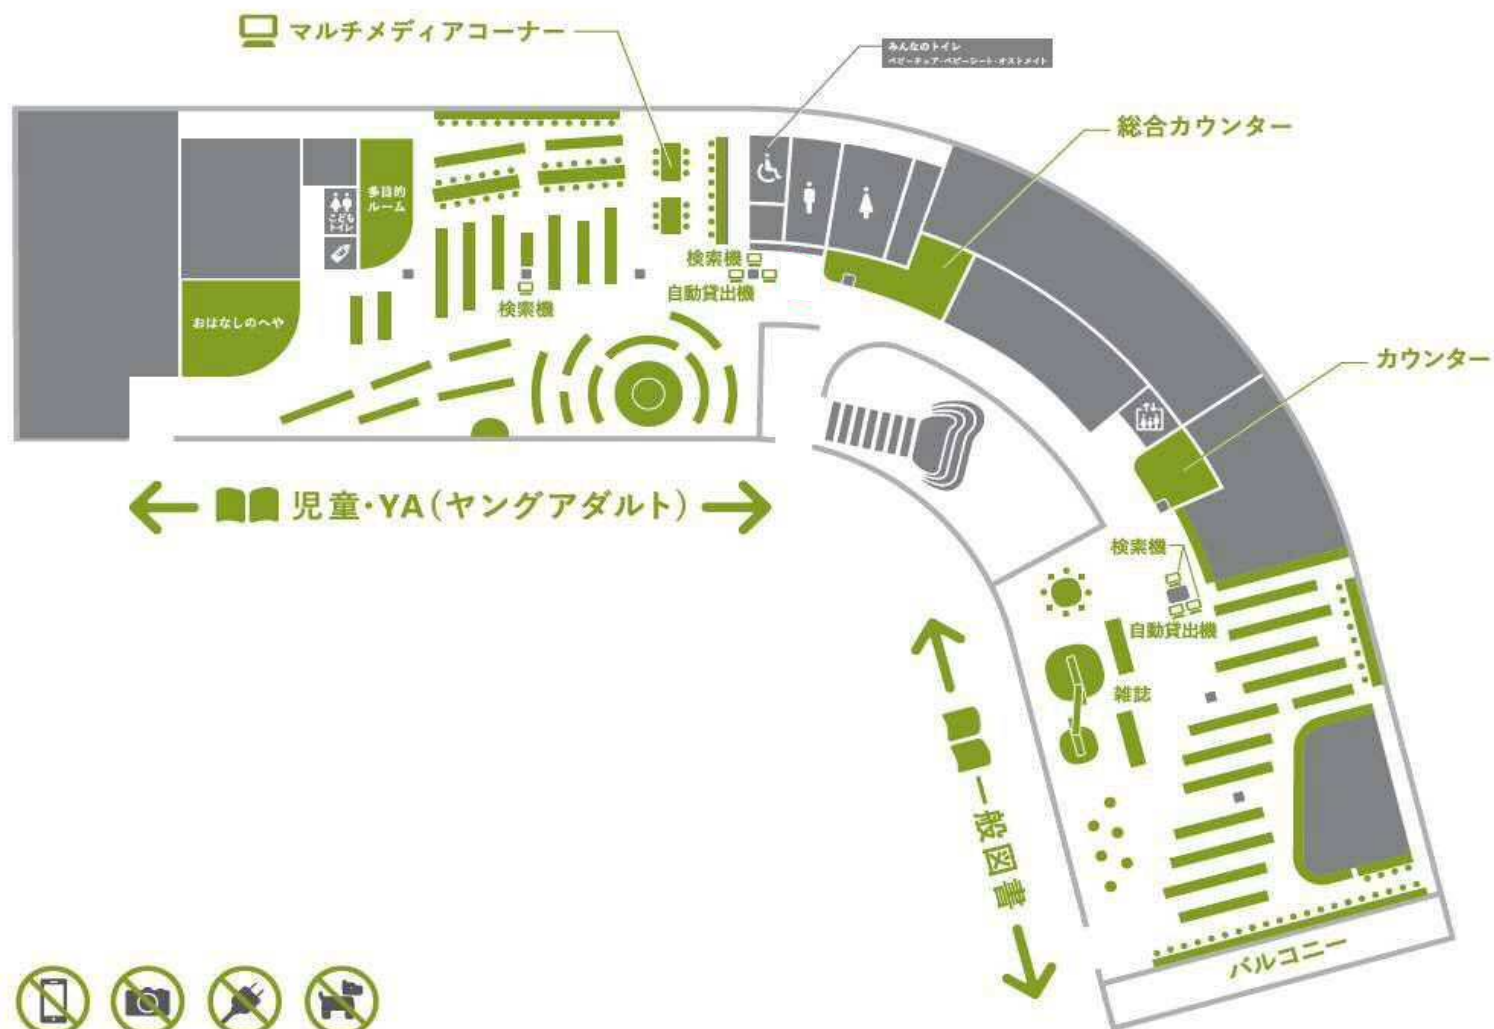 マルチメディアコーナー
みんなのトイレ
ベビーチェア・ベビーシート・オストメイト
総合カウンター
多目的
ルーム
こども
トイレ
おはなしのへや
検索機
自動貸出機
検索機
カウンター
児童・YA(ヤングアダルト)
検索機
自動貸出機
雑誌
一般図書
バルコニー